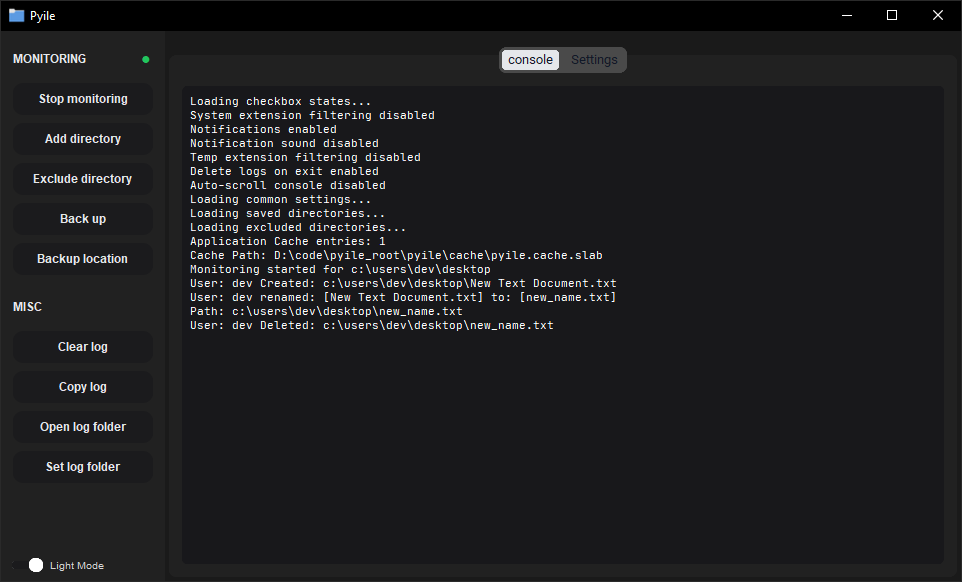 Pyile
MONITORING
Stop monitoring
Add directory
Exclude directory
Back up
Backup location
MISC
Clear log
Copy log
Open log folder
Set log folder
Light Mode
console
Settings
Loading checkbox states...
System extension filtering disabled
Notifications enabled
Notification sound disabled
Temp extension filtering disabled
Delete logs on exit enabled
Auto-scroll console disabled
Loading common settings...
Loading saved directories...
Loading excluded directories...
Application Cache entries: 1
Cache Path: D:\code\pyile_root\pyile\cache\pyile.cache.slab
Monitoring started for c:\users\dev\desktop
User: dev Created: c:\users\dev\desktop\New Text Document.txt
User: dev renamed: [New Text Document.txt] to: [new_name.txt]
Path: c:\users\dev\desktop\new_name.txt
User: dev Deleted: c:\users\dev\desktop\new_name.txt